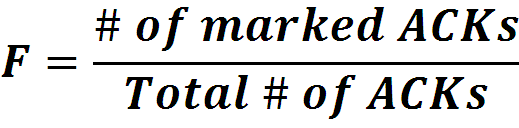 # of marked ACKs
F =
Total # of ACKs